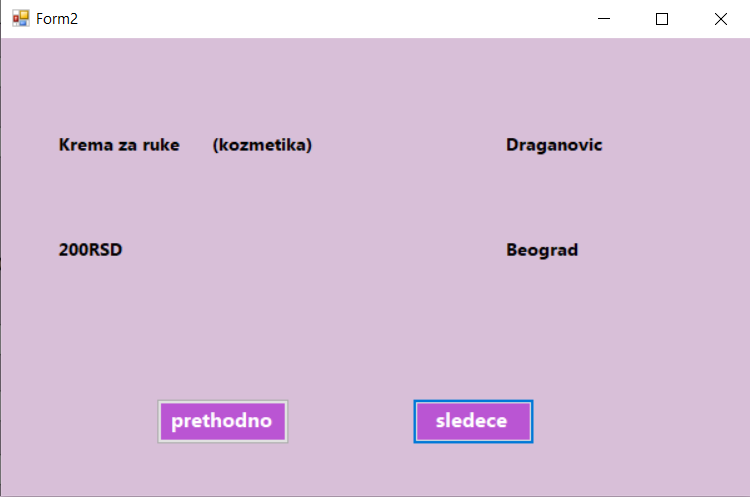 Form2
Krema za ruke (kozmetika) Draganovic
200RSD Beograd
prethodno sledece